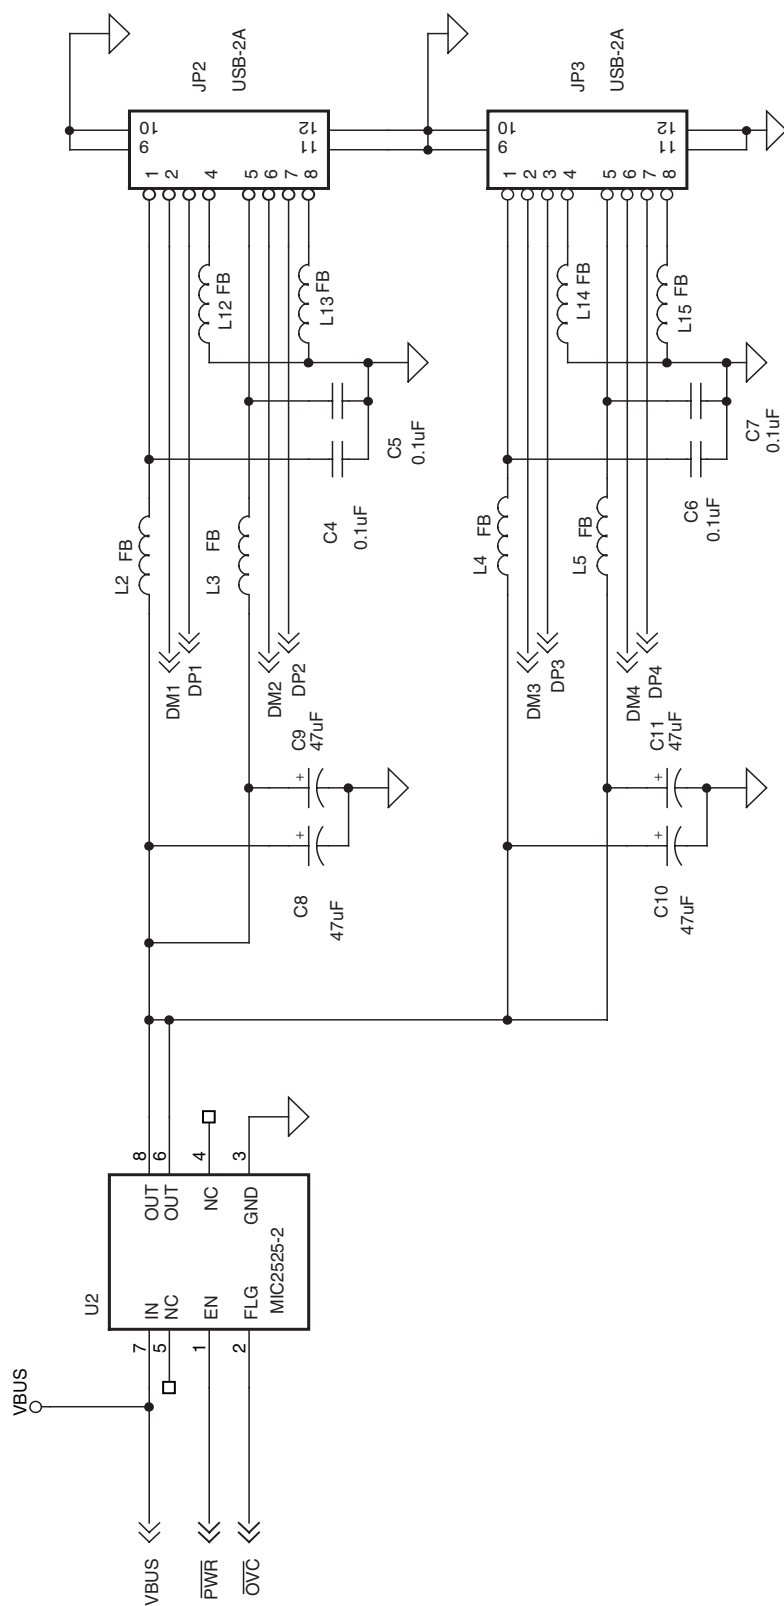 JP2
USB-2A
JP3
USB-2A
10
9
12
11
10
9
12
11
1
2
3
4
5
6
7
8
1
2
3
4
5
6
7
8
L12 FB
L13 FB
L14 FB
L15 FB
C5
0.1uF
C4
0.1uF
C7
0.1uF
C6
0.1uF
L2 FB
L3 FB
L4 FB
L5 FB
DM1
DP1
DM2
DP2
DM3
DP3
DM4
DP4
C9
47uF
C8
47uF
C11
47uF
C10
47uF
+
+
+
+
8
6
4
3
OUT
OUT
NC
GND
U2
MIC2525-2
IN
NC
EN
FLG
7
5
1
2
VBUS
VBUS
PWR
OVC